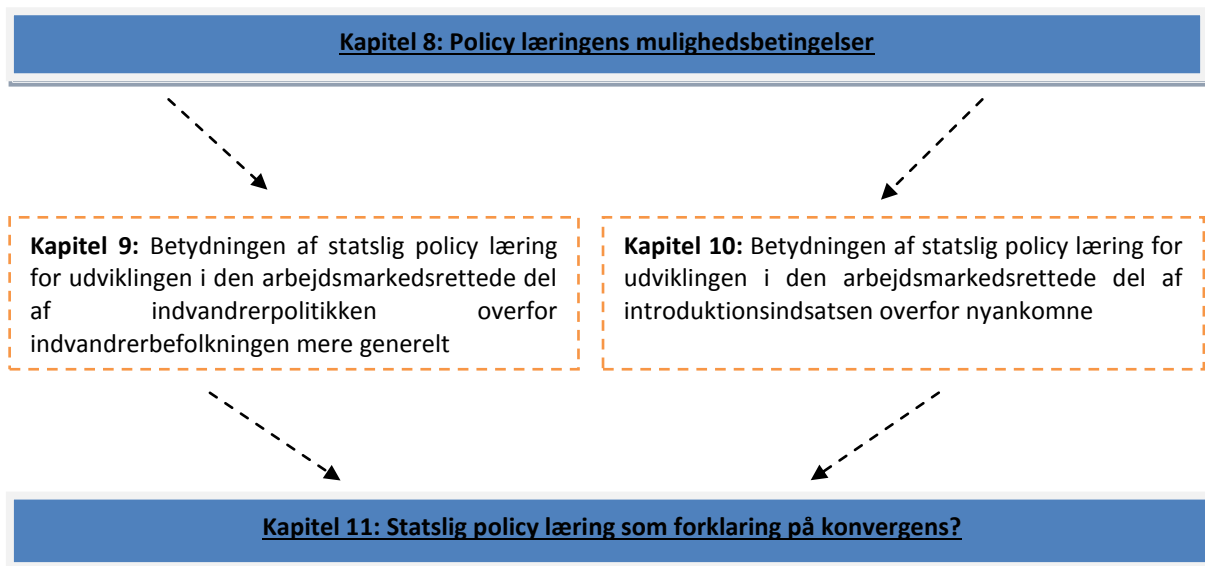 Kapitel 8: Policy læringens mulighedsbetingelser
Kapitel 9: Betydningen af statslig policy læring
for udviklingen i den arbejdsmarkedsrettede del
af indvandrerpolitikken overfor
indvandrerbefolkningen mere generelt
Kapitel 10: Betydningen af statslig policy læring for
udviklingen i den arbejdsmarkedsrettede del af
introduktionsindsatsen overfor nyankomne
Kapitel 11: Statslig policy læring som forklaring på konvergens?